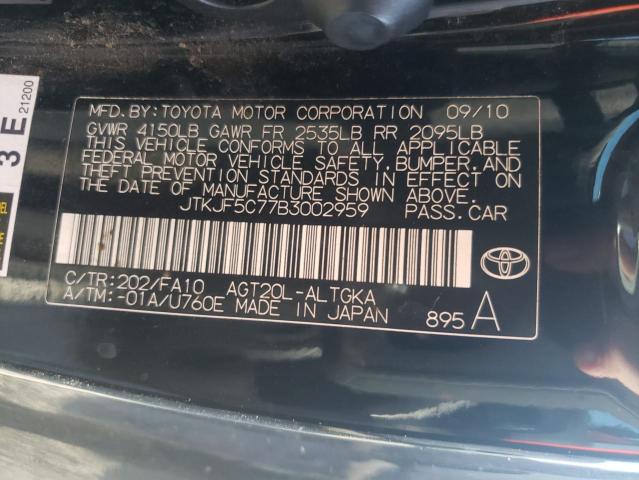 MFD. BY: TOYOTA MOTOR CORPORATION 09/10
GVWR 4150LB GAWR FR 2535LB RR 2095LB
THIS VEHICLE CONFORMS TO ALL APPLICABLE
FEDERAL MOTOR VEHICLE SAFETY, BUMPER, AND
THEFT PREVENTION STANDARDS IN EFFECT ON
THE DATE OF MANUFACTURE SHOWN ABOVE.
JTKJF5C77B3002959 PASS. CAR
C/TR: 202/FA10 AGT20L-ALTGKA
A/TM: -01A/U760E MADE IN JAPAN 895 A
3 E
21200